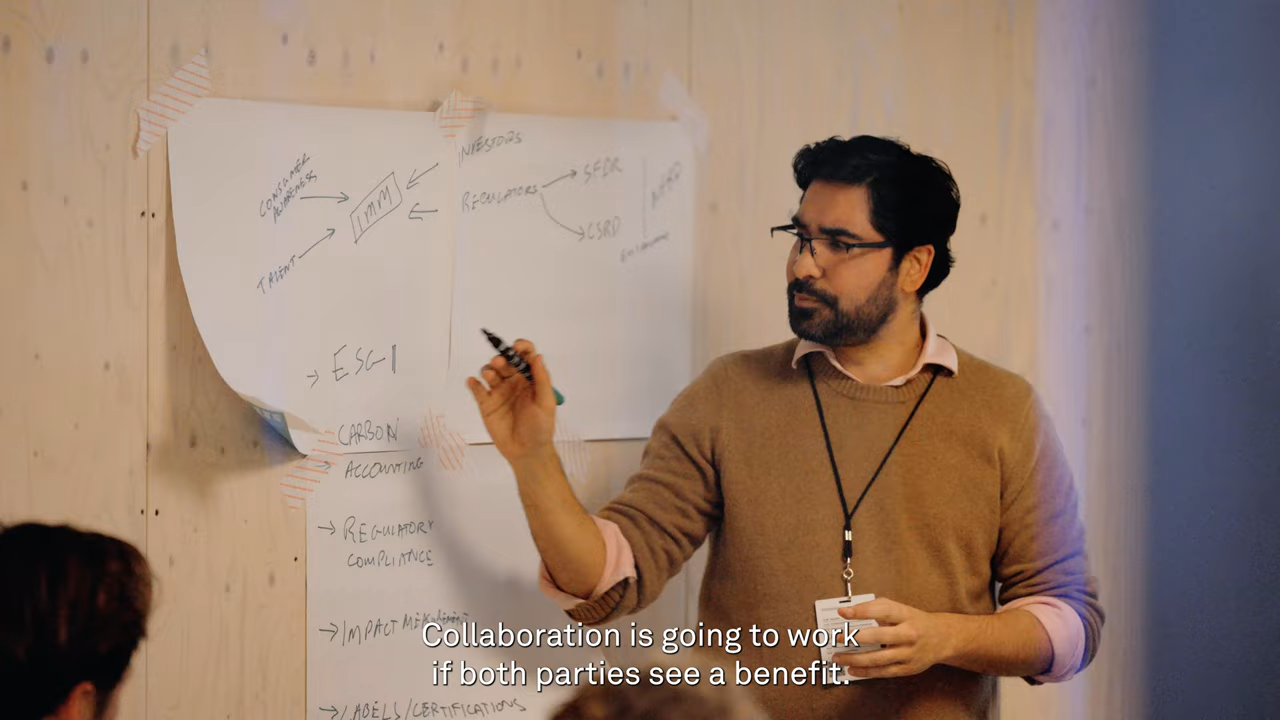 CONSUMER
AWARENESS
TALENT
IMM
INVESTORS
REGULATORS
SFDR
CSRD
→ ESG
CARBON
→ ACCOUNTING
→ REGULATORY
COMPLIANCE
→ IMPACT MEASUREMENT
→ LABELS/CERTIFICATIONS
Collaboration is going to work
if both parties see a benefit.